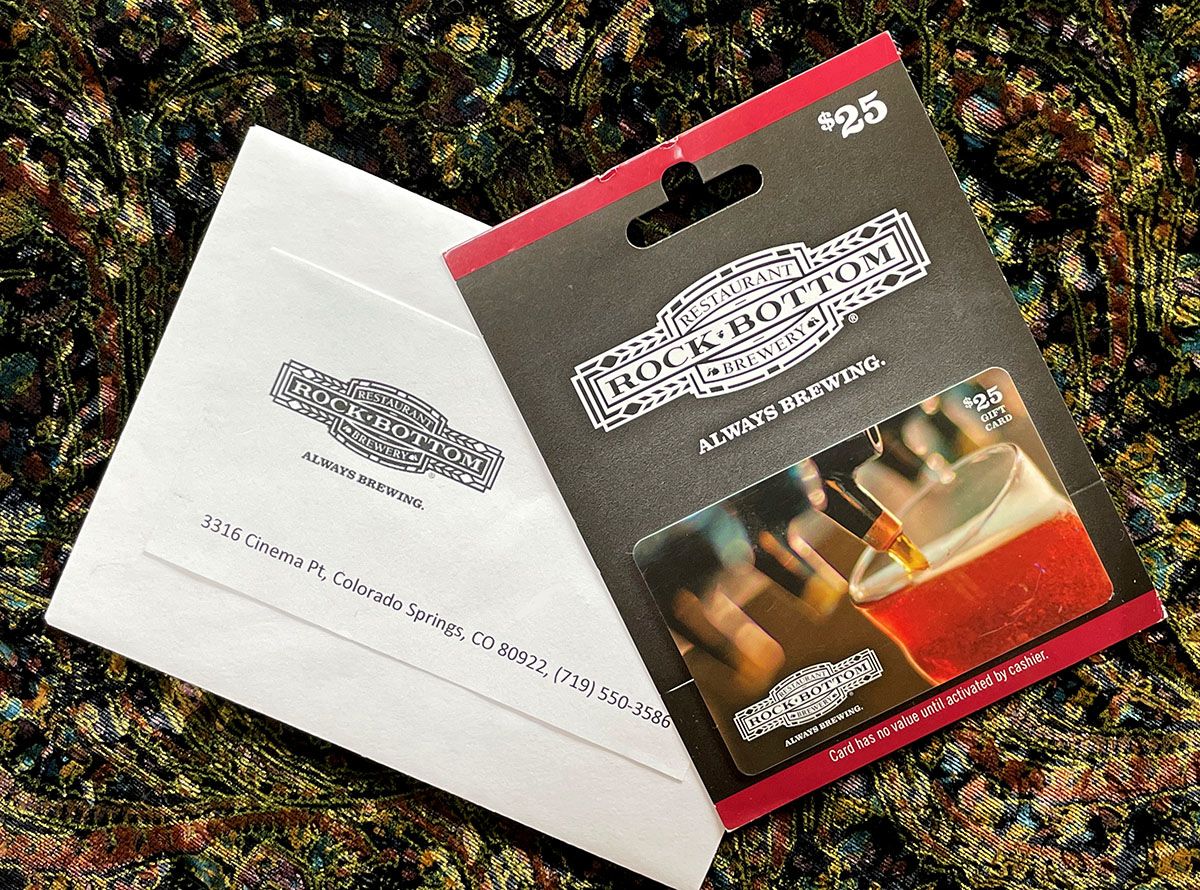 RESTAURANT
ROCK BOTTOM
BREWERY
®
ALWAYS BREWING.
3316 Cinema Pt, Colorado Springs, CO 80922, (719) 550-3586
$25
RESTAURANT
ROCK BOTTOM
BREWERY
®
ALWAYS BREWING.
$25
GIFT
CARD
RESTAURANT
ROCK BOTTOM
BREWERY
ALWAYS BREWING.
Card has no value until activated by cashier.